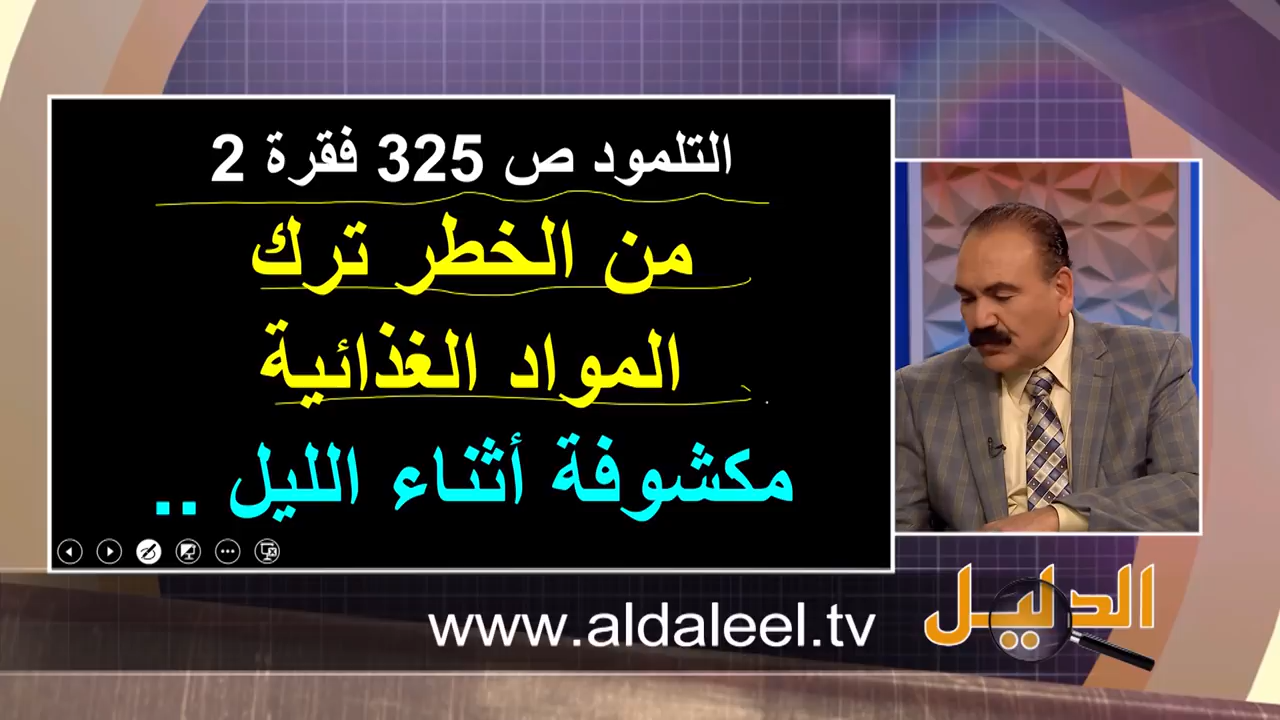 التلمود ص 325 فقرة 2
من الخطر ترك
المواد الغذائية
مكشوفة أثناء الليل ..
www.aldaleel.tv
الدليل